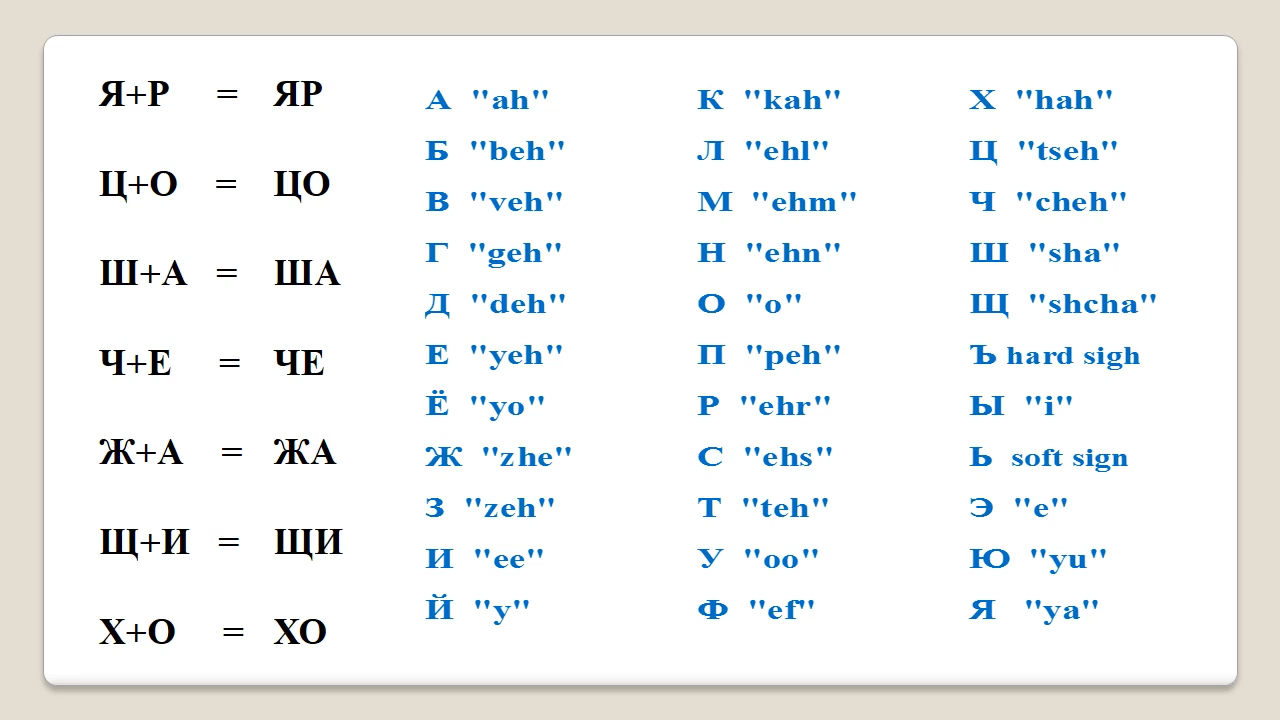 Я+Р = ЯР
Ц+О = ЦО
Ш+А = ША
Ч+Е = ЧЕ
Ж+А = ЖА
Щ+И = ЩИ
Х+О = ХО
А "ah"
Б "beh"
В "veh"
Г "geh"
Д "deh"
Е "yeh"
Ё "yo"
Ж "zhe"
З "zeh"
И "ee"
Й "y"
К "kah"
Л "ehl"
М "ehm"
Н "ehn"
О "o"
П "peh"
Р "ehr"
С "ehs"
Т "teh"
У "oo"
Ф "ef"
Х "hah"
Ц "tseh"
Ч "cheh"
Ш "sha"
Щ "shcha"
Ъ hard sigh
Ы "i"
Ь soft sign
Э "e"
Ю "yu"
Я "ya"